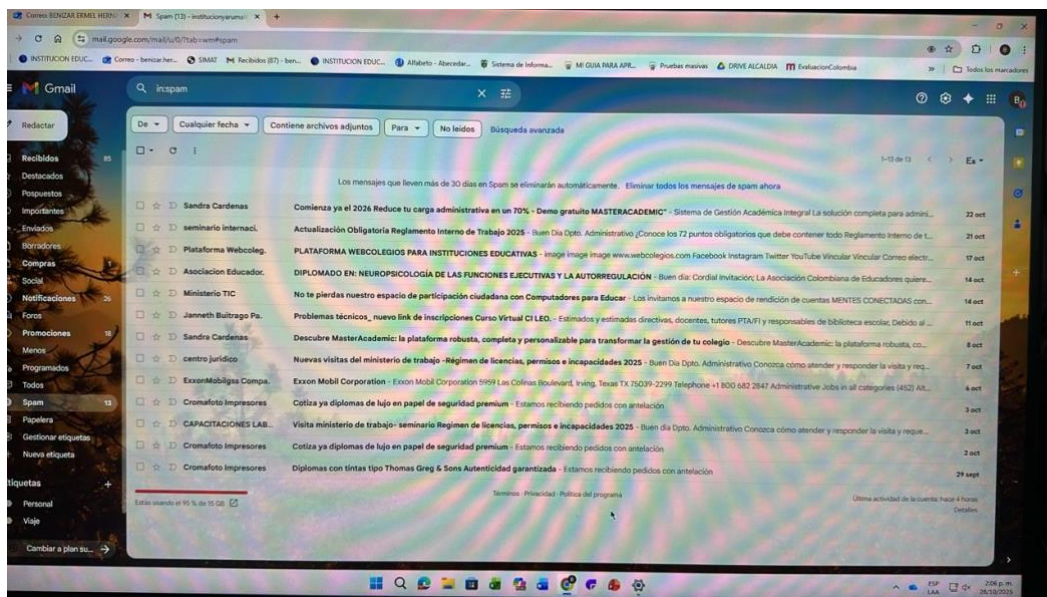 Correo: BENIZAR ERMEL HERN
Spam (13) - institucionyaruma
mail.google.com/mail/u/0/?tab=wm#spam
INSTITUCION EDUC... Correo - benizar.her... SIMAT Recibidos (87) - ben... INSTITUCION EDUC... Alfabeto - Abecedar... Sistema de Informa... MI GUIA PARA APR... Pruebas masivas DRIVE ALCALDIA EvaluacionColombia Todos los marcadores
Gmail
in:spam
Redactar
De Cualquier fecha Contiene archivos adjuntos Para No leídos Búsqueda avanzada
1-13 de 13 Es
Recibidos 85
Destacados
Pospuestos
Importantes
Enviados
Borradores
Compras
Social
Notificaciones 26
Foros
Promociones 18
Menos
Programados
Todos
Spam 13
Papelera
Gestionar etiquetas
Nueva etiqueta
tiquetas +
Personal
Viaje
Cambiar a plan su...
Los mensajes que lleven más de 30 días en Spam se eliminarán automáticamente. Eliminar todos los mensajes de spam ahora
Sandra Cardenas Comienza ya el 2026 Reduce tu carga administrativa en un 70% - Demo gratuito MASTERACADEMIC" - Sistema de Gestión Académica Integral La solución completa para admini... 22 oct
seminario internaci. Actualización Obligatoria Reglamento Interno de Trabajo 2025 - Buen Dia Dpto. Administrativo ¿Conoce los 72 puntos obligatorios que debe contener todo Reglamento Interno de t... 21 oct
Plataforma Webcoleg. PLATAFORMA WEBCOLEGIOS PARA INSTITUCIONES EDUCATIVAS - image image image www.webcolegios.com Facebook Instagram Twitter YouTube Vincular Vincular Correo electr... 17 oct
Asociacion Educador. DIPLOMADO EN: NEUROPSICOLOGÍA DE LAS FUNCIONES EJECUTIVAS Y LA AUTORREGULACIÓN - Buen día: Cordial Invitación; La Asociación Colombiana de Educadores quiere... 14 oct
Ministerio TIC No te pierdas nuestro espacio de participación ciudadana con Computadores para Educar - Los invitamos a nuestro espacio de rendición de cuentas MENTES CONECTADAS con... 14 oct
Janneth Buitrago Pa. Problemas técnicos_ nuevo link de inscripciones Curso Virtual CI LEO. - Estimados y estimadas directivas, docentes, tutores PTA/FI y responsables de biblioteca escolar, Debido al ... 11 oct
Sandra Cardenas Descubre MasterAcademic: la plataforma robusta, completa y personalizable para transformar la gestión de tu colegio - Descubre MasterAcademic: la plataforma robusta, co... 8 oct
centro juridico Nuevas visitas del ministerio de trabajo -Régimen de licencias, permisos e incapacidades 2025 - Buen Dia Dpto. Administrativo Conozca cómo atender y responder la visita y req... 7 oct
ExxonMobilgss Compa. Exxon Mobil Corporation - Exxon Mobil Corporation 5959 Las Colinas Boulevard, Irving, Texas TX 75039-2299 Telephone +1 800 682 2847 Administrative Jobs in all categories (452) Alt... 6 oct
Cromafoto Impresores Cotiza ya diplomas de lujo en papel de seguridad premium - Estamos recibiendo pedidos con antelación 3 oct
CAPACITACIONES LAB... Visita ministerio de trabajo- seminario Regimen de licencias, permisos e incapacidades 2025 - Buen dia Dpto. Administrativo Conozca cómo atender y responder la visita y reque... 3 oct
Cromafoto Impresores Cotiza ya diplomas de lujo en papel de seguridad premium - Estamos recibiendo pedidos con antelación 2 oct
Cromafoto Impresores Diplomas con tintas tipo Thomas Greg & Sons Autenticidad garantizada - Estamos recibiendo pedidos con antelación 29 sept
Estás usando el 95 % de 15 GB
Términos · Privacidad · Política del programa
Última actividad de la cuenta: hace 4 horas
Detalles
ESP
LAA
2:06 p. m.
26/10/2025